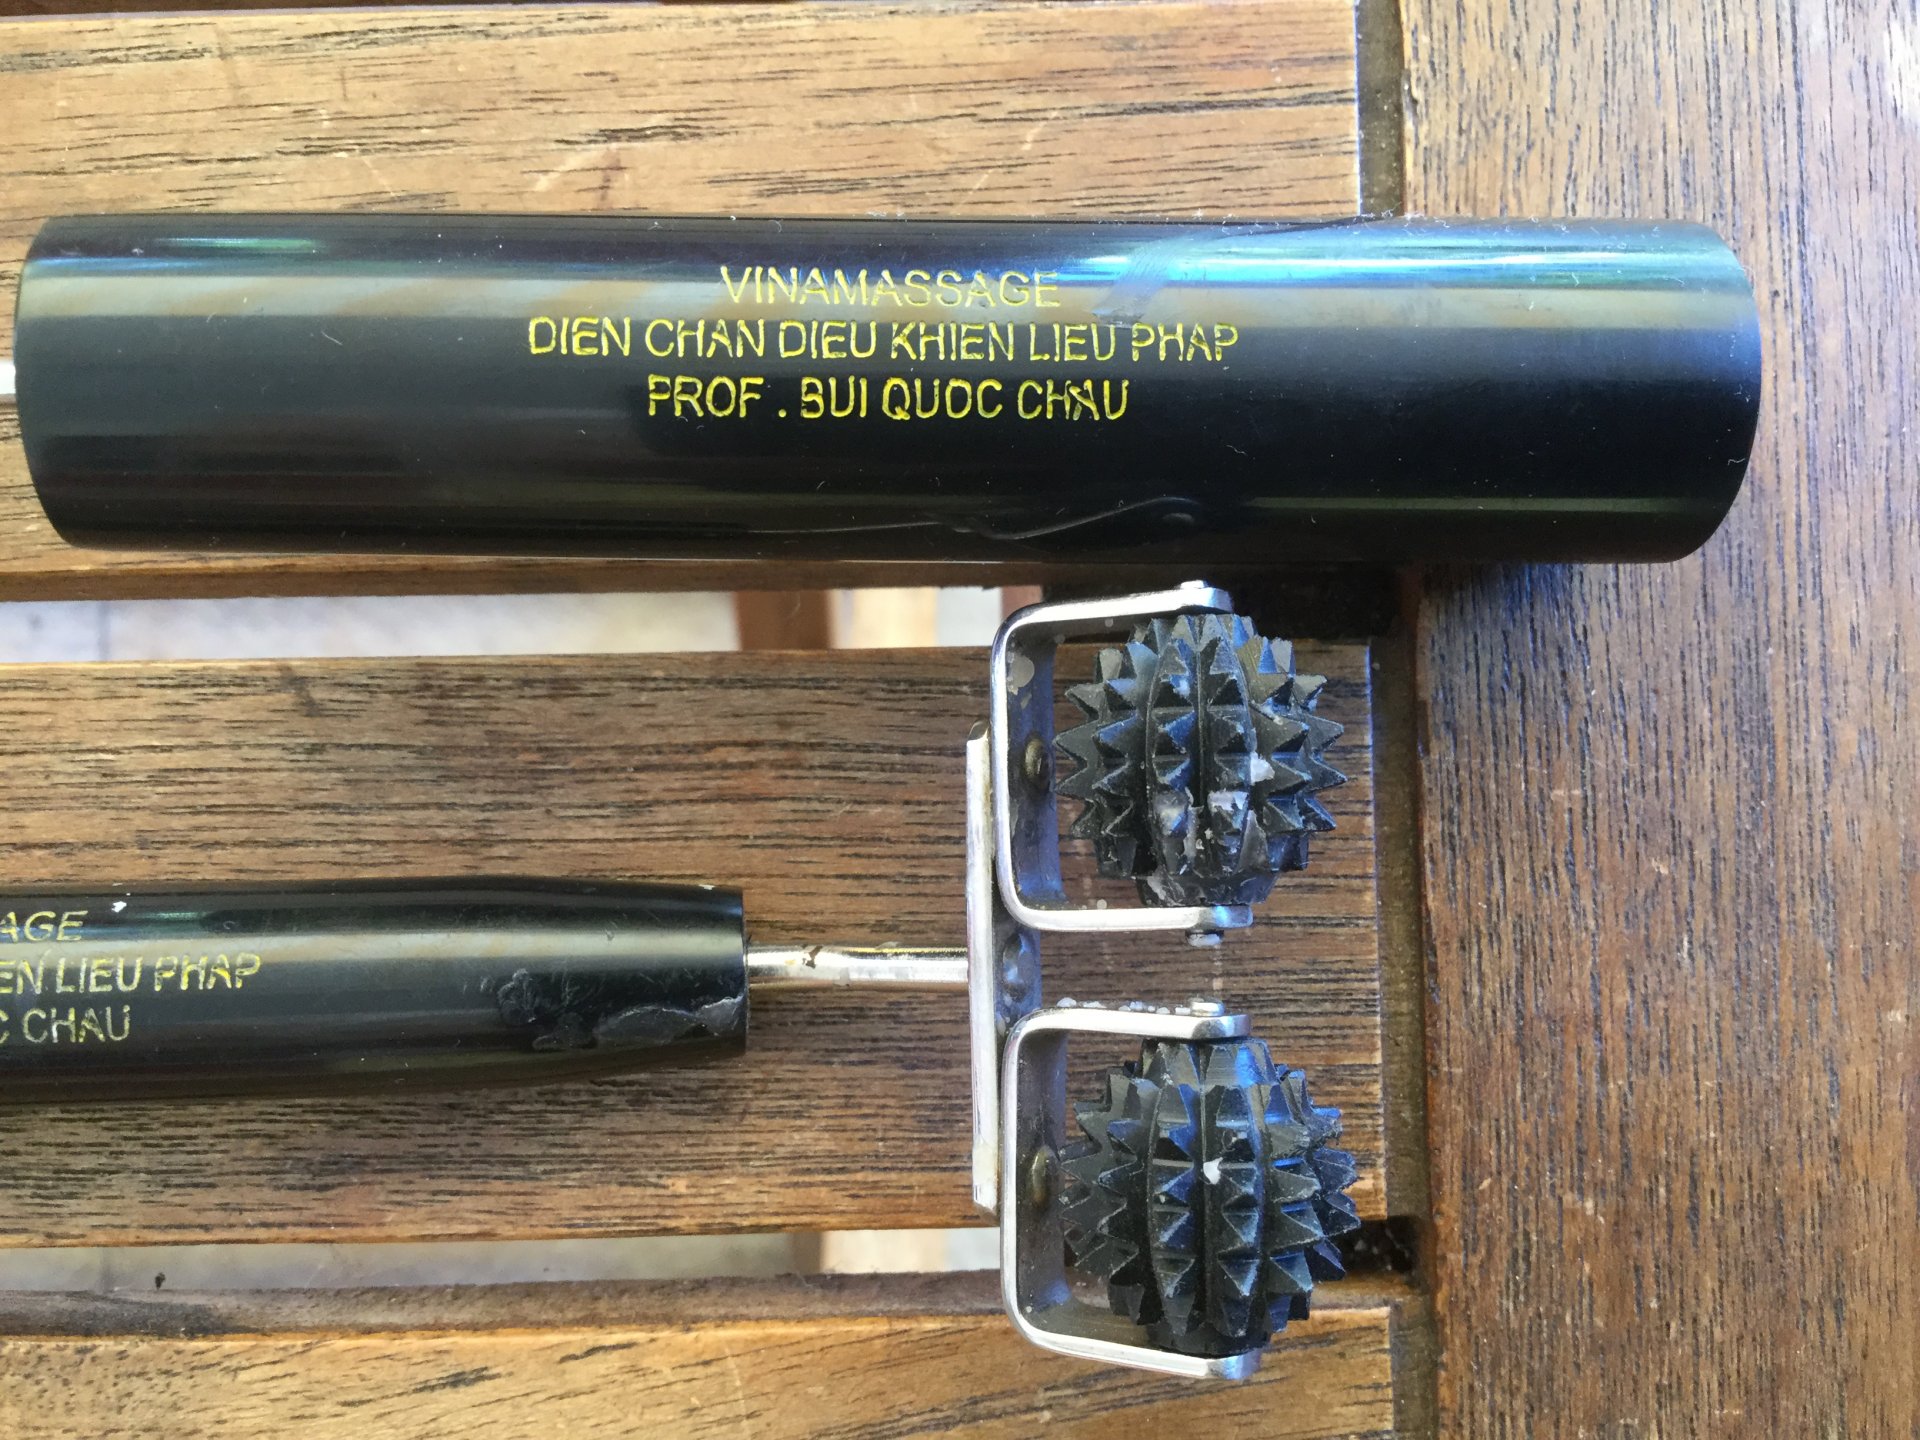 VINAMASSAGE
DIEN CHAN DIEU KHIEN LIEU PHAP
PROF . BUI QUOC CHAU
LIEU PHAP
CHAU